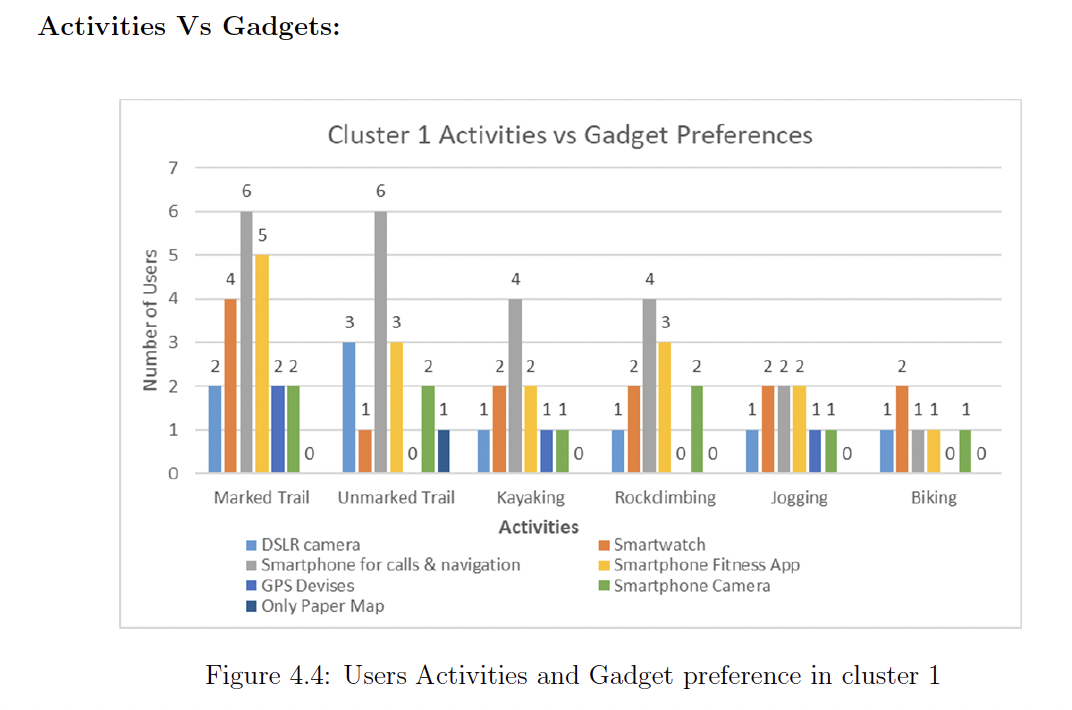 Activities Vs Gadgets:
Cluster 1 Activities vs Gadget Preferences
Number of Users
7
6
5
4
3
2
1
0
2 4 6 5 2 2 0
3 1 6 3 0 2 1
1 2 4 2 1 1 0
1 2 4 3 0 2 0
1 2 2 2 1 1 0
1 2 1 1 0 1 0
Marked Trail Unmarked Trail Kayaking Rockclimbing Jogging Biking
Activities
DSLR camera Smartwatch
Smartphone for calls & navigation Smartphone Fitness App
GPS Devises Smartphone Camera
Only Paper Map
Figure 4.4: Users Activities and Gadget preference in cluster 1